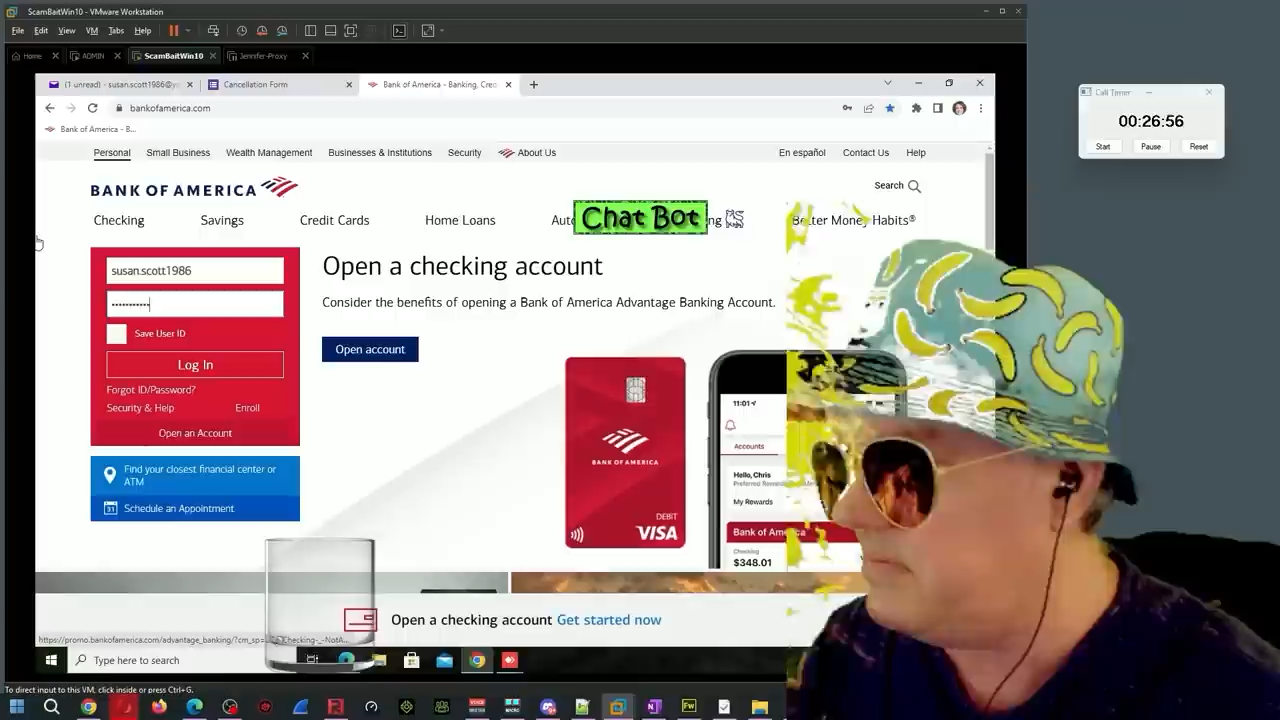 ScamBaitWin10 - VMware Workstation
File Edit View VM Tabs Help
Home ADMIN ScamBaitWin10 Jennifer-Proxy
(1 unread) - susan.scott1986@y Cancellation Form Bank of America - Banking, Cre
bankofamerica.com
Bank of America - B...
Call Timer
00:26:56
Start Pause Reset
Personal Small Business Wealth Management Businesses & Institutions Security About Us En español Contact Us Help
BANK OF AMERICA
Search
Checking Savings Credit Cards Home Loans Better Money Habits®
Chat Bot
susan.scott1986
Save User ID
Log In
Forgot ID/Password?
Security & Help Enroll
Open an Account
Find your closest financial center or
ATM
Schedule an Appointment
Open a checking account
Consider the benefits of opening a Bank of America Advantage Banking Account.
Open account
BANK OF AMERICA
DEBIT
VISA
11:01
Accounts
Hello, Chris
My Rewards
Bank of America
Checking
$348.01
Open a checking account Get started now
Type here to search
To direct input to this VM, click inside or press Ctrl+G.